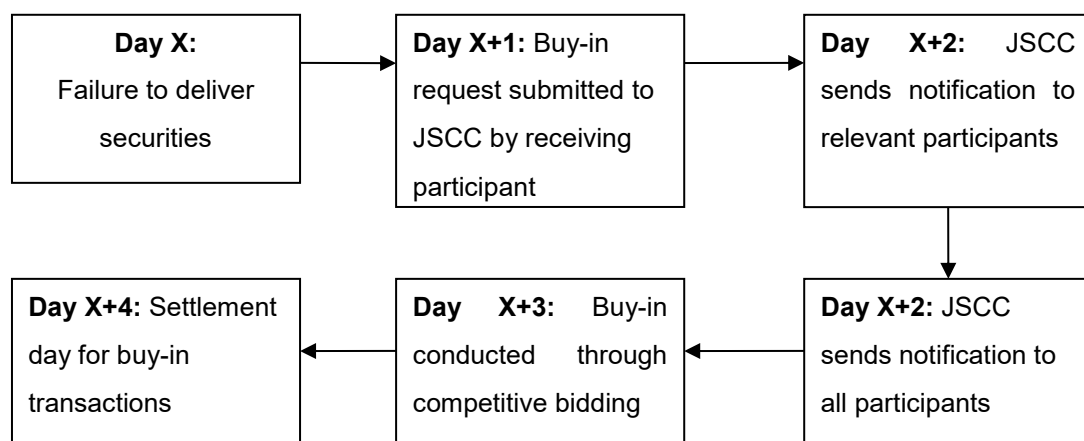 Day X:
Failure to deliver
securities
Day X+1: Buy-in
request submitted to
JSCC by receiving
participant
Day X+2: JSCC
sends notification to
relevant participants
Day X+2: JSCC
sends notification to
all participants
Day X+3: Buy-in
conducted through
competitive bidding
Day X+4: Settlement
day for buy-in
transactions